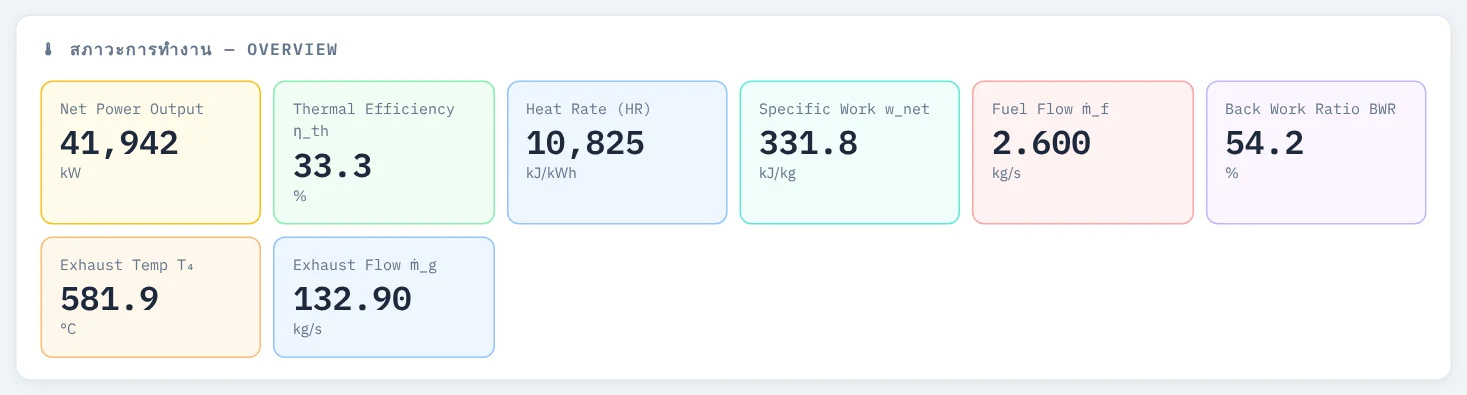 สภาวะการทำงาน — OVERVIEW
Net Power Output
41,942
kW
Thermal Efficiency
η_th
33.3
%
Heat Rate (HR)
10,825
kJ/kWh
Specific Work w_net
331.8
kJ/kg
Fuel Flow ṁ_f
2.600
kg/s
Back Work Ratio BWR
54.2
%
Exhaust Temp T₄
581.9
°C
Exhaust Flow ṁ_g
132.90
kg/s